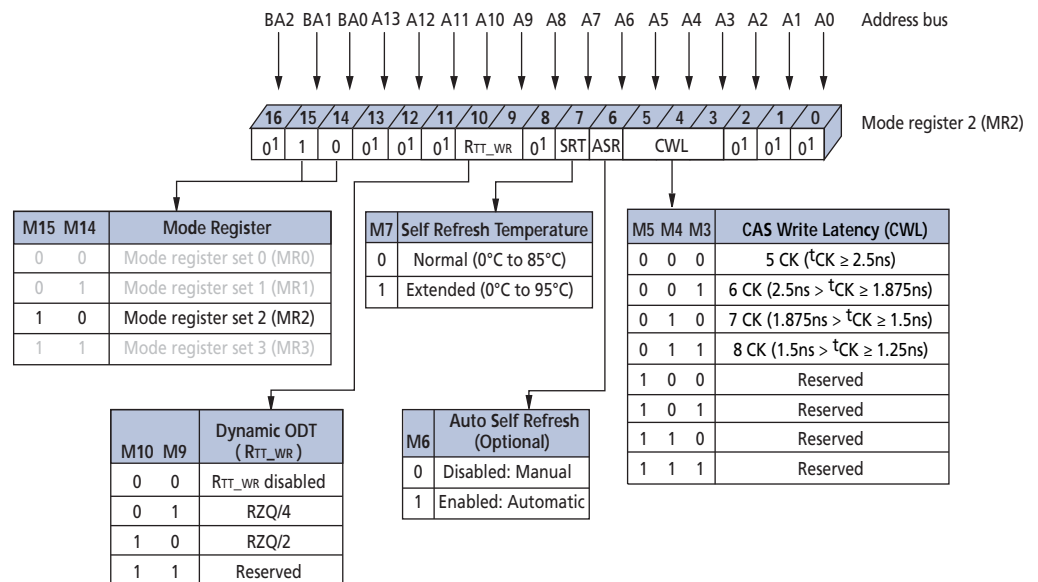 BA2 BA1 BA0 A13 A12 A11 A10 A9 A8 A7 A6 A5 A4 A3 A2 A1 A0 Address bus
16 15 14 13 12 11 10 9 8 7 6 5 4 3 2 1 0
Mode register 2 (MR2)
0¹ 1 0 0¹ 0¹ 0¹ RTT_WR 0¹ SRT ASR CWL 0¹ 0¹ 0¹
M15 M14 Mode Register
0 0 Mode register set 0 (MR0)
0 1 Mode register set 1 (MR1)
1 0 Mode register set 2 (MR2)
1 1 Mode register set 3 (MR3)
M7 Self Refresh Temperature
0 Normal (0°C to 85°C)
1 Extended (0°C to 95°C)
M5 M4 M3 CAS Write Latency (CWL)
0 0 0 5 CK (tCK ≥ 2.5ns)
0 0 1 6 CK (2.5ns > tCK ≥ 1.875ns)
0 1 0 7 CK (1.875ns > tCK ≥ 1.5ns)
0 1 1 8 CK (1.5ns > tCK ≥ 1.25ns)
1 0 0 Reserved
1 0 1 Reserved
1 1 0 Reserved
1 1 1 Reserved
M10 M9 Dynamic ODT
(RTT_WR)
0 0 RTT_WR disabled
0 1 RZQ/4
1 0 RZQ/2
1 1 Reserved
M6 Auto Self Refresh
(Optional)
0 Disabled: Manual
1 Enabled: Automatic